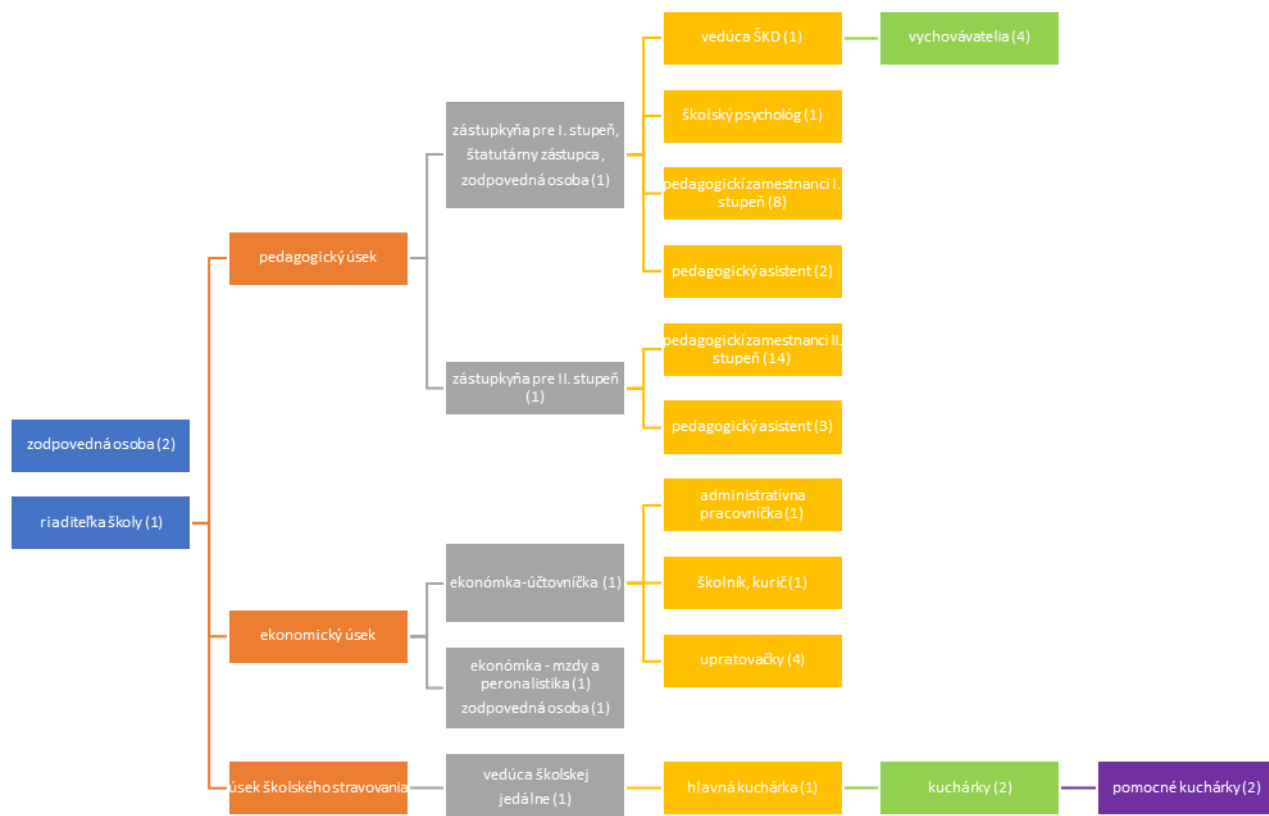 vedúca ŠKD (1)
vychovávatelia (4)
školský psychológ (1)
zástupkyňa pre I. stupeň,
štatutárny zástupca,
zodpovedná osoba (1)
pedagogickí zamestnanci I.
stupeň (8)
pedagogický úsek
pedagogický asistent (2)
pedagogickí zamestnanci II.
stupeň (14)
zástupkyňa pre II. stupeň
(1)
pedagogický asistent (3)
zodpovedná osoba (2)
riaditeľka školy (1)
administratívna
pracovníčka (1)
ekonómka-účtovníčka (1)
školník, kurič (1)
ekonomický úsek
upratovačky (4)
ekonómka - mzdy a
peronalistika (1)
zodpovedná osoba (1)
úsek školského stravovania
vedúca školskej
jedálne (1)
hlavná kuchárka (1)
kuchárky (2)
pomocné kuchárky (2)